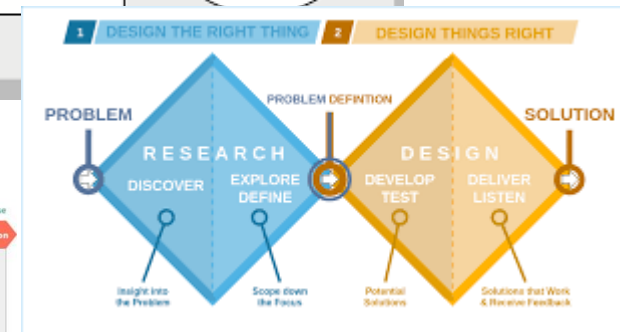 1 DESIGN THE RIGHT THING 2 DESIGN THINGS RIGHT
PROBLEM DEFINTION
PROBLEM
SOLUTION
RESEARCH
DESIGN
DISCOVER
EXPLORE
DEFINE
DEVELOP
TEST
DELIVER
LISTEN
Insight into
the Problem
Scope down
the Focus
Potential
Solutions
Solutions that Work
& Receive Feedback